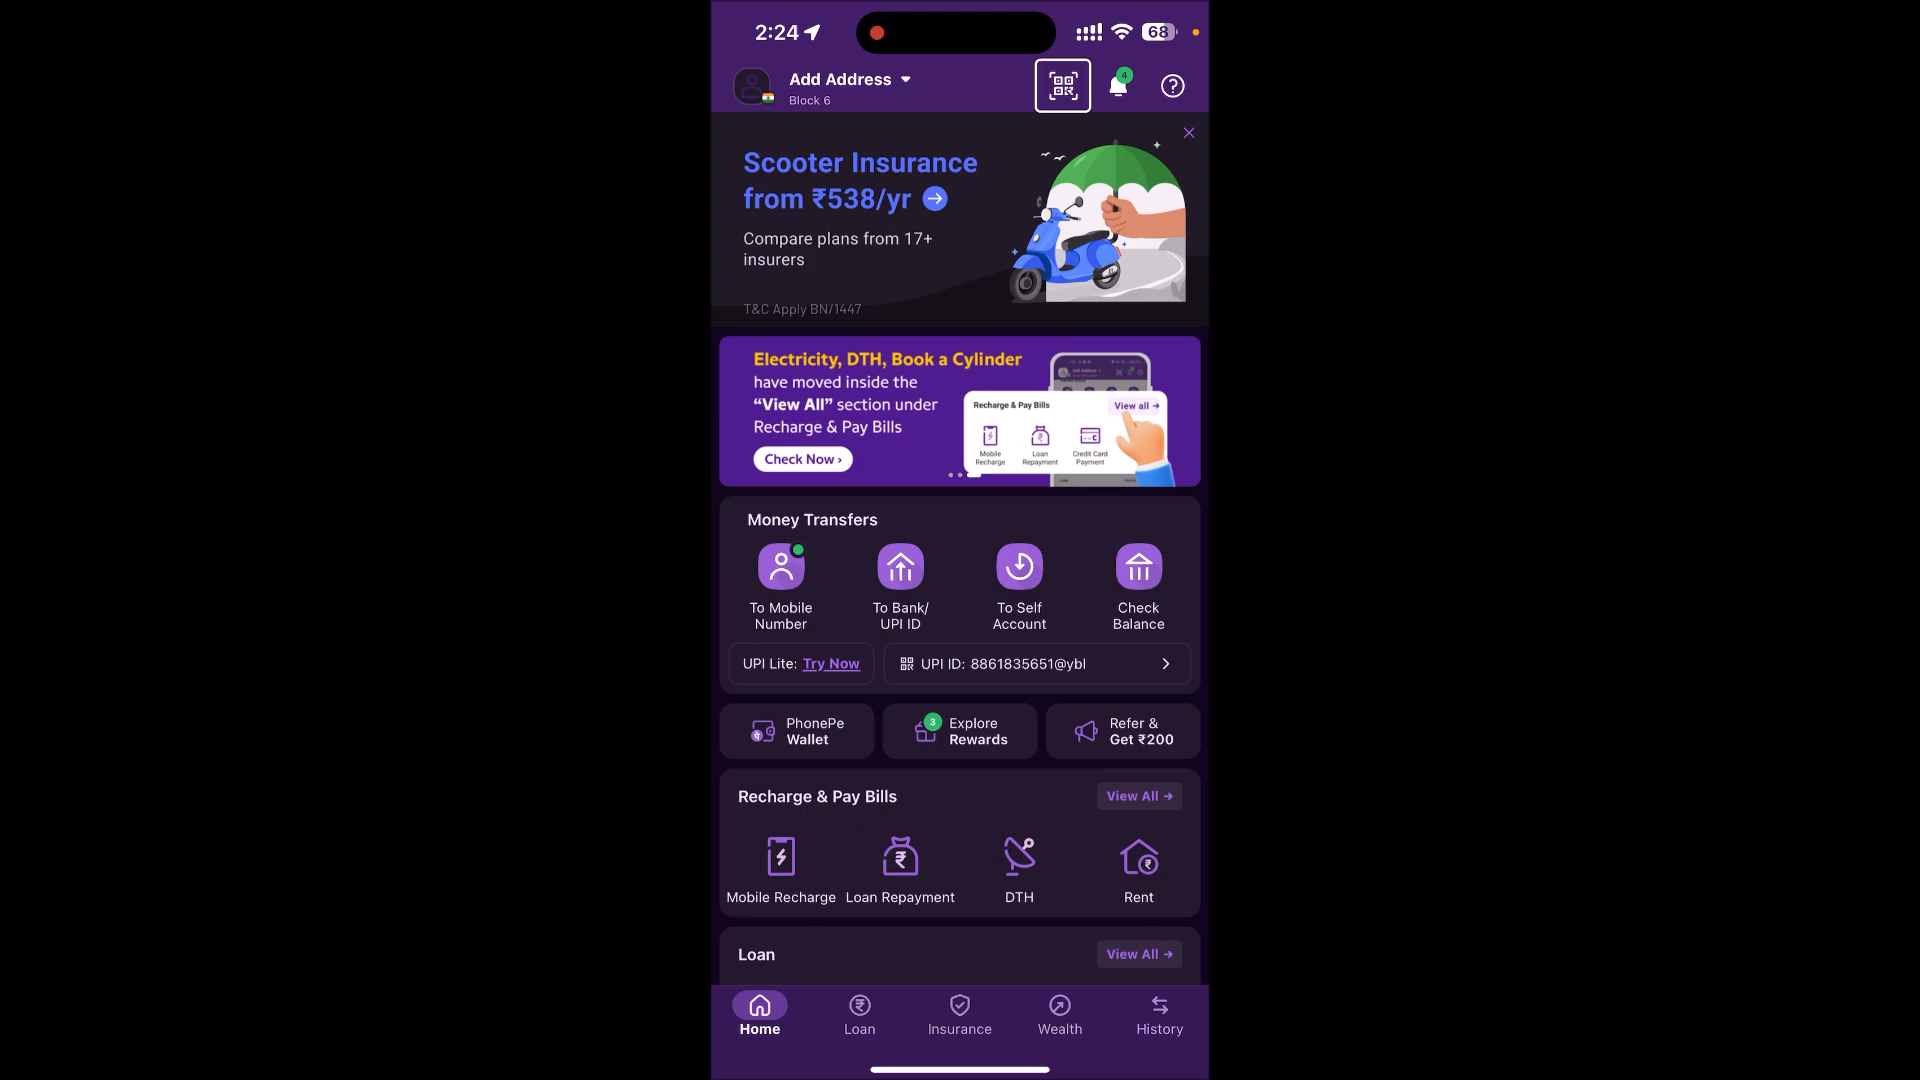 2:24
68
Add Address
Block 6
4
Scooter Insurance
from ₹538/yr
Compare plans from 17+
insurers
T&C Apply BN/1447
Electricity, DTH, Book a Cylinder
have moved inside the
“View All” section under
Recharge & Pay Bills
Check Now ›
Add Address
Recharge & Pay Bills
View all →
Mobile
Recharge
Loan
Repayment
Credit Card
Payment
Money Transfers
To Mobile
Number
To Bank/
UPI ID
To Self
Account
Check
Balance
UPI Lite: Try Now
UPI ID: 8861835651@ybl
PhonePe
Wallet
3
Explore
Rewards
Refer &
Get ₹200
Recharge & Pay Bills
View All →
Mobile Recharge
Loan Repayment
DTH
Rent
Loan
View All →
Home
Loan
Insurance
Wealth
History